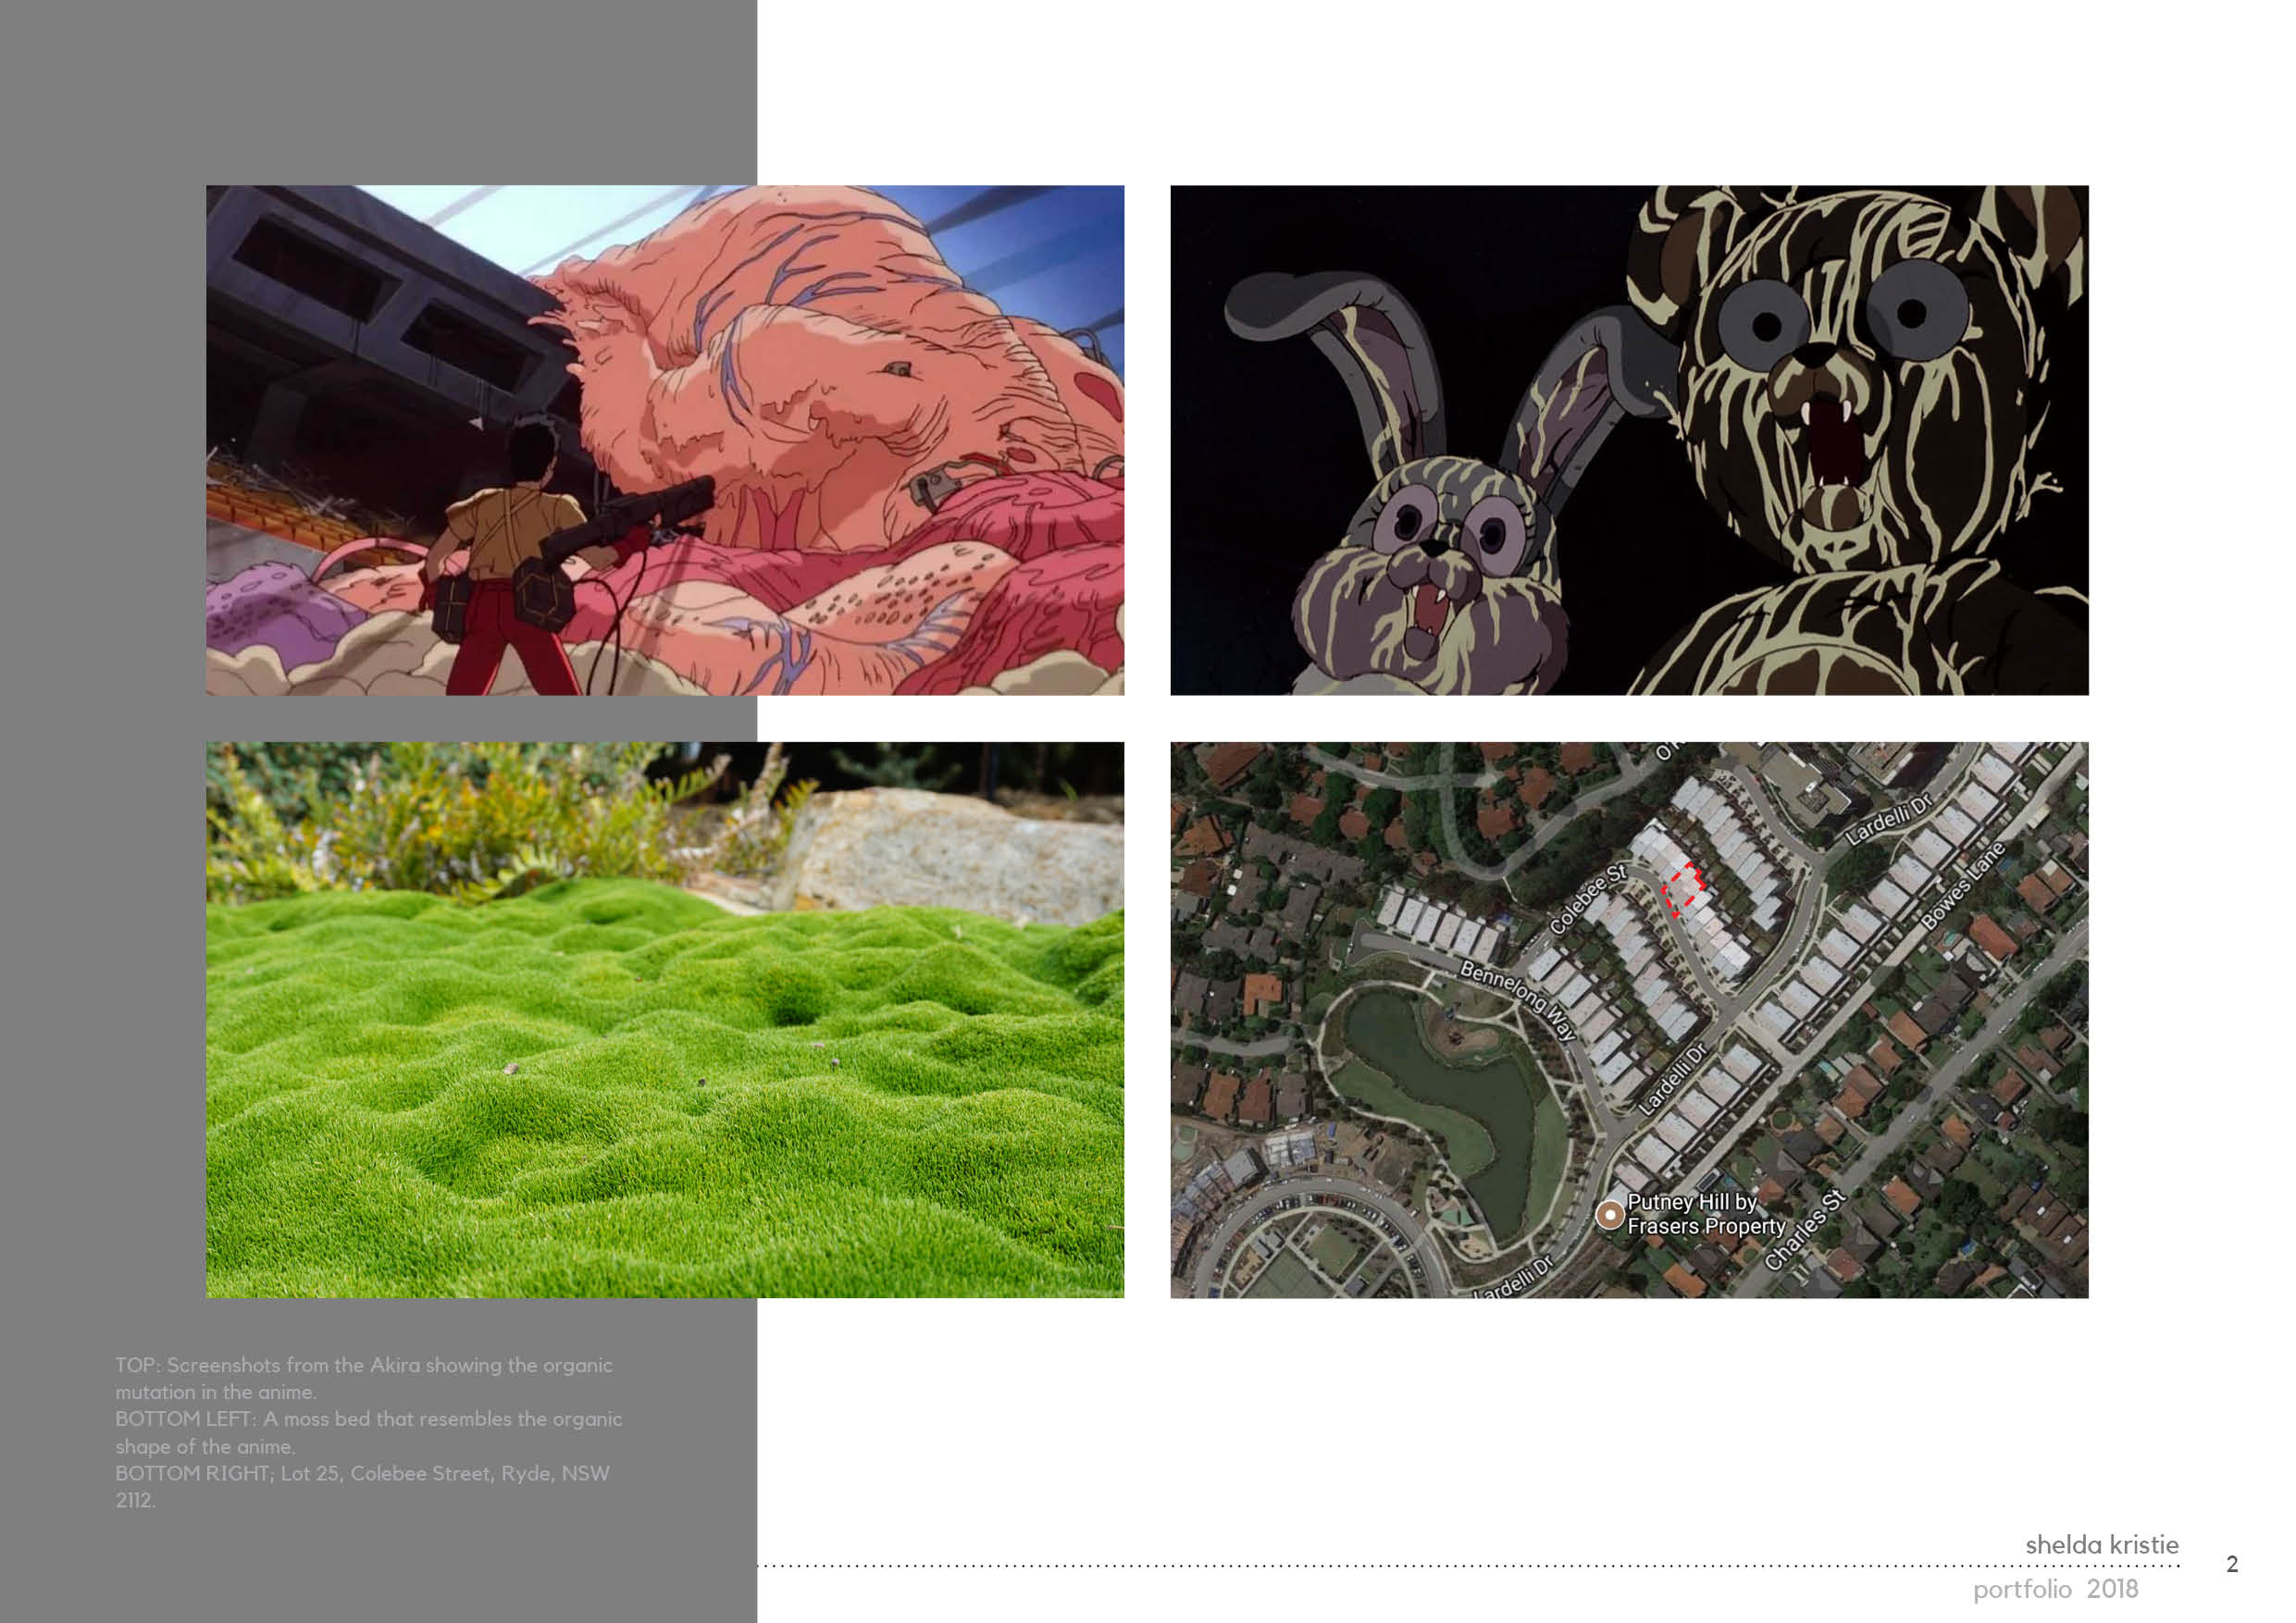 O
Lardelli Dr
Bowes Lane
Colebee St
Bennelong Way
Lardelli Dr
Putney Hill by
Frasers Property
Charles St
Lardelli Dr
TOP: Screenshots from the Akira showing the organic
mutation in the anime.
BOTTOM LEFT: A moss bed that resembles the organic
shape of the anime.
BOTTOM RIGHT; Lot 25, Colebee Street, Ryde, NSW
2112.
shelda kristie
2
portfolio 2018